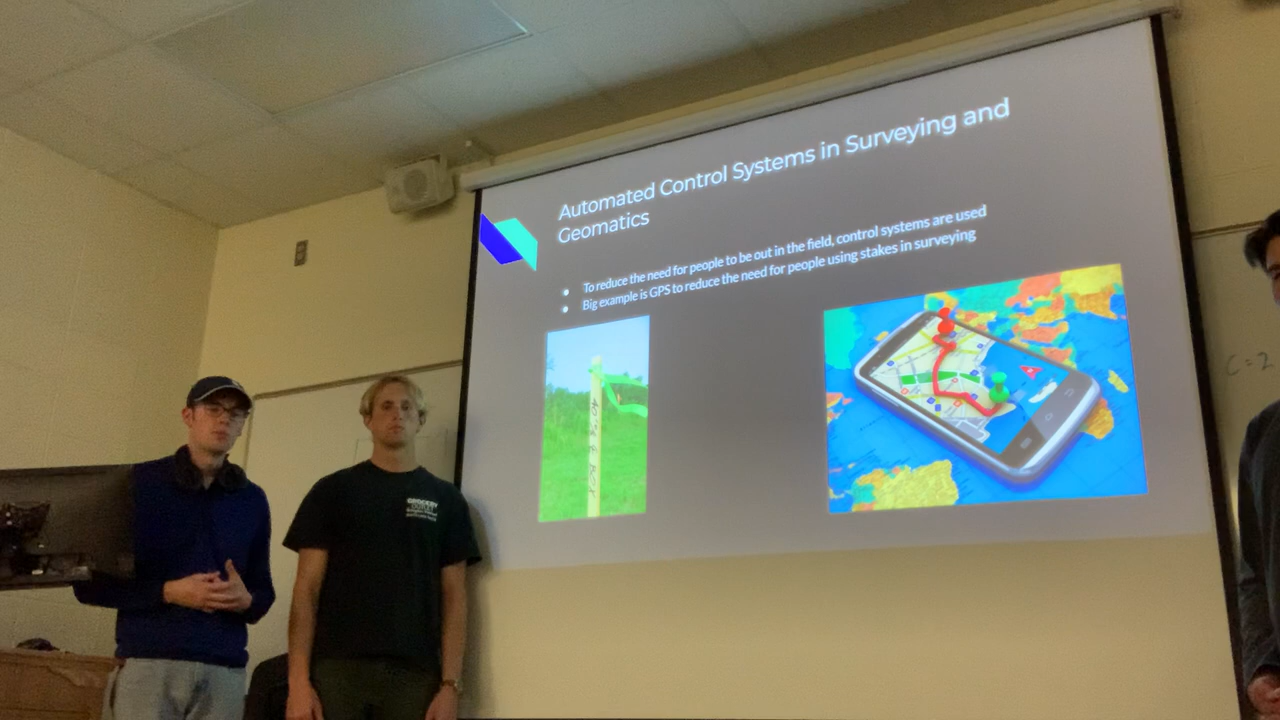 Automated Control Systems in Surveying and
Geomatics
To reduce the need for people to be out in the field, control systems are used
Big example is GPS to reduce the need for people using stakes in surveying
C = 2